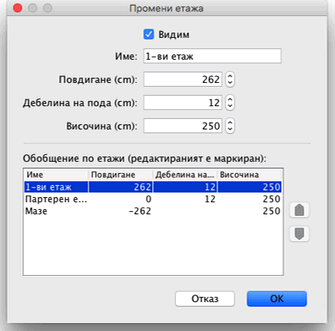 Промени етажа
Видим
Име: 1-ви етаж
Повдигане (cm): 262
Дебелина на пода (cm): 12
Височина (cm): 250
Обобщение по етажи (редактираният е маркиран):
Име Повдигане Дебелина на... Височина
1-ви етаж 262 12 250
Партерен е... 0 12 250
Мазе -262 250
Отказ OK